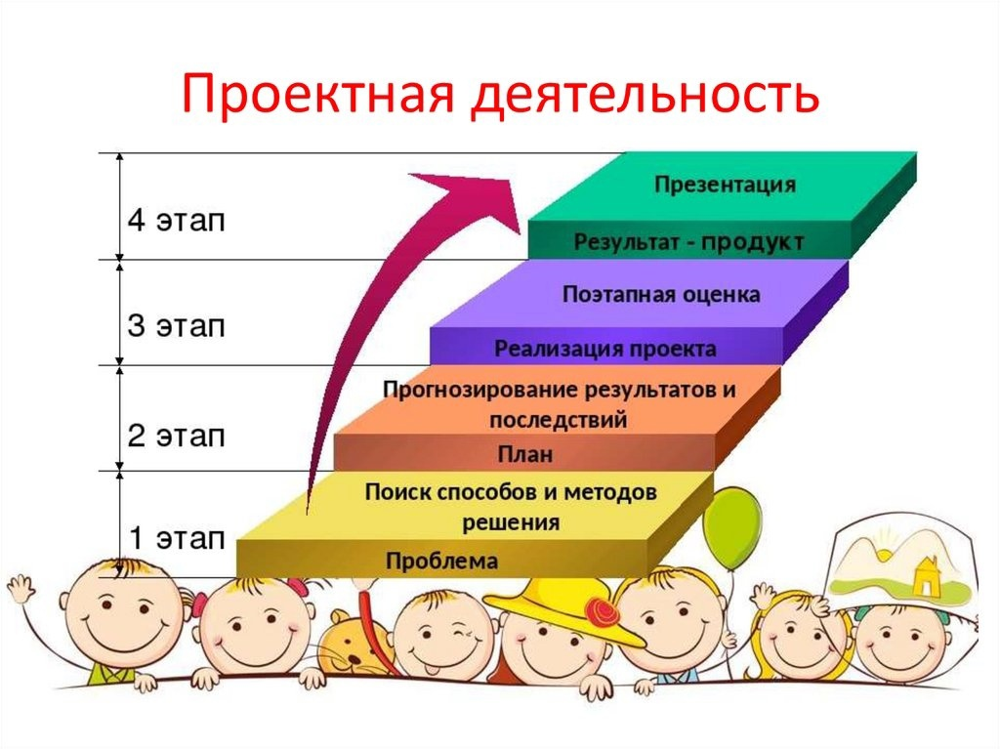 Проектная деятельность
4 этап
Презентация
Результат - продукт
3 этап
Поэтапная оценка
Реализация проекта
2 этап
Прогнозирование результатов и
последствий
План
1 этап
Поиск способов и методов
решения
Проблема